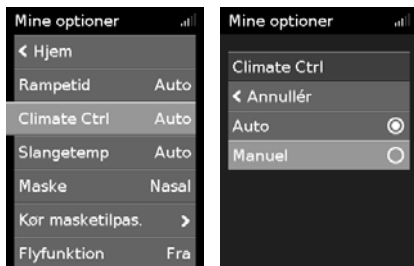 Mine optioner
< Hjem
Rampetid Auto
Climate Ctrl Auto
Slangetemp Auto
Maske Nasal
Kør masketilpas. >
Flyfunktion Fra
Mine optioner
Climate Ctrl
< Annullér
Auto
Manuel